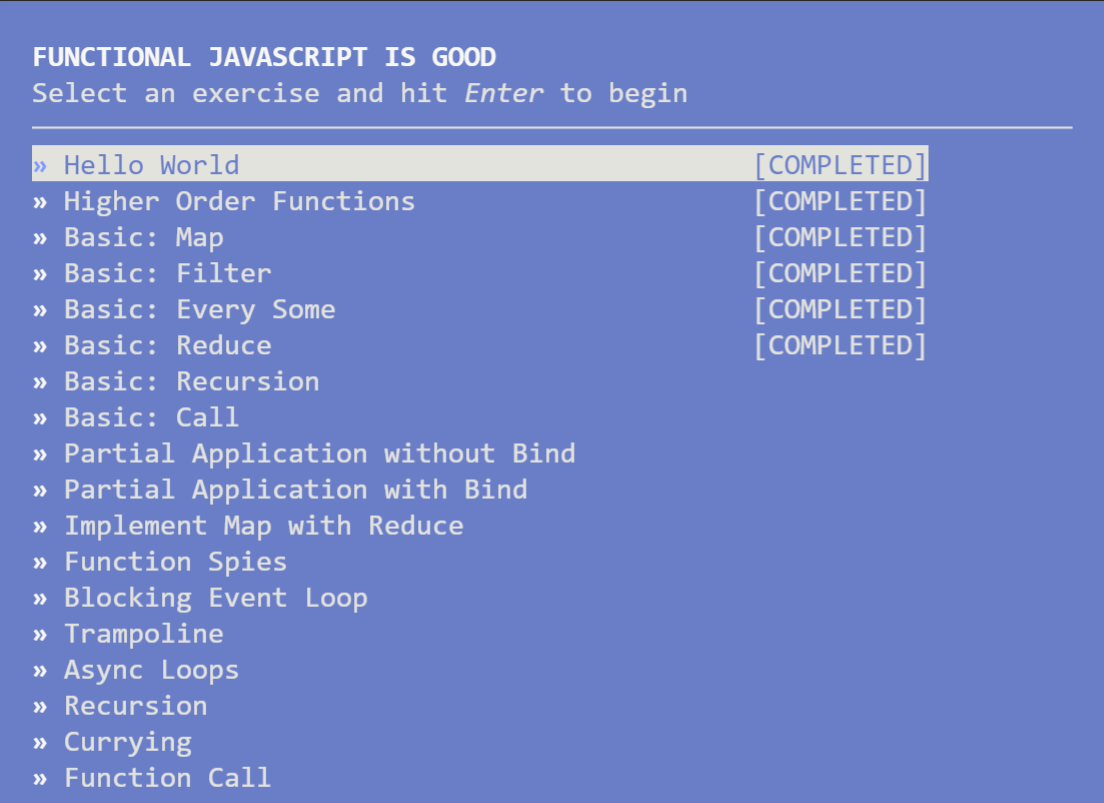 FUNCTIONAL JAVASCRIPT IS GOOD
Select an exercise and hit Enter to begin
» Hello World [COMPLETED]
» Higher Order Functions [COMPLETED]
» Basic: Map [COMPLETED]
» Basic: Filter [COMPLETED]
» Basic: Every Some [COMPLETED]
» Basic: Reduce [COMPLETED]
» Basic: Recursion
» Basic: Call
» Partial Application without Bind
» Partial Application with Bind
» Implement Map with Reduce
» Function Spies
» Blocking Event Loop
» Trampoline
» Async Loops
» Recursion
» Currying
» Function Call